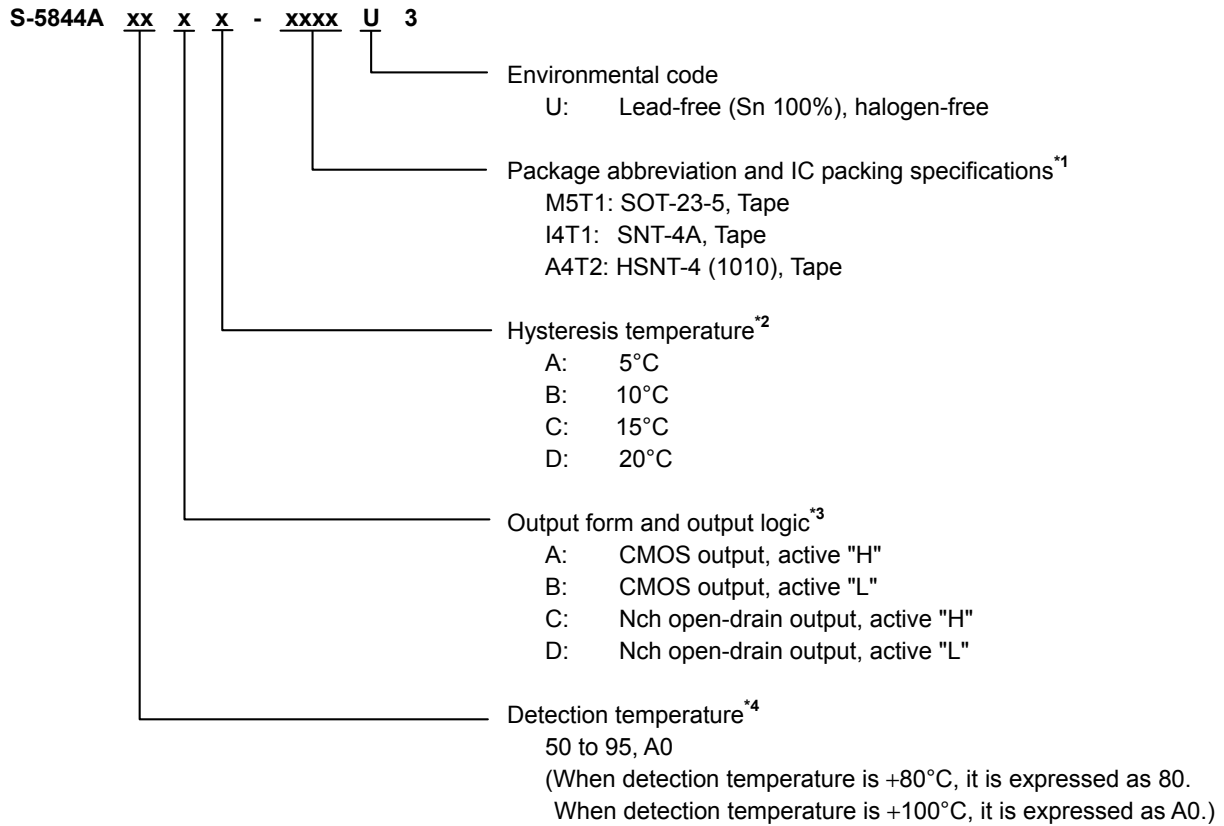 S-5844A xx x x - xxxx U 3
Environmental code
U: Lead-free (Sn 100%), halogen-free
Package abbreviation and IC packing specifications*1
M5T1: SOT-23-5, Tape
I4T1: SNT-4A, Tape
A4T2: HSNT-4 (1010), Tape
Hysteresis temperature*2
A: 5°C
B: 10°C
C: 15°C
D: 20°C
Output form and output logic*3
A: CMOS output, active "H"
B: CMOS output, active "L"
C: Nch open-drain output, active "H"
D: Nch open-drain output, active "L"
Detection temperature*4
50 to 95, A0
(When detection temperature is +80°C, it is expressed as 80.
When detection temperature is +100°C, it is expressed as A0.)